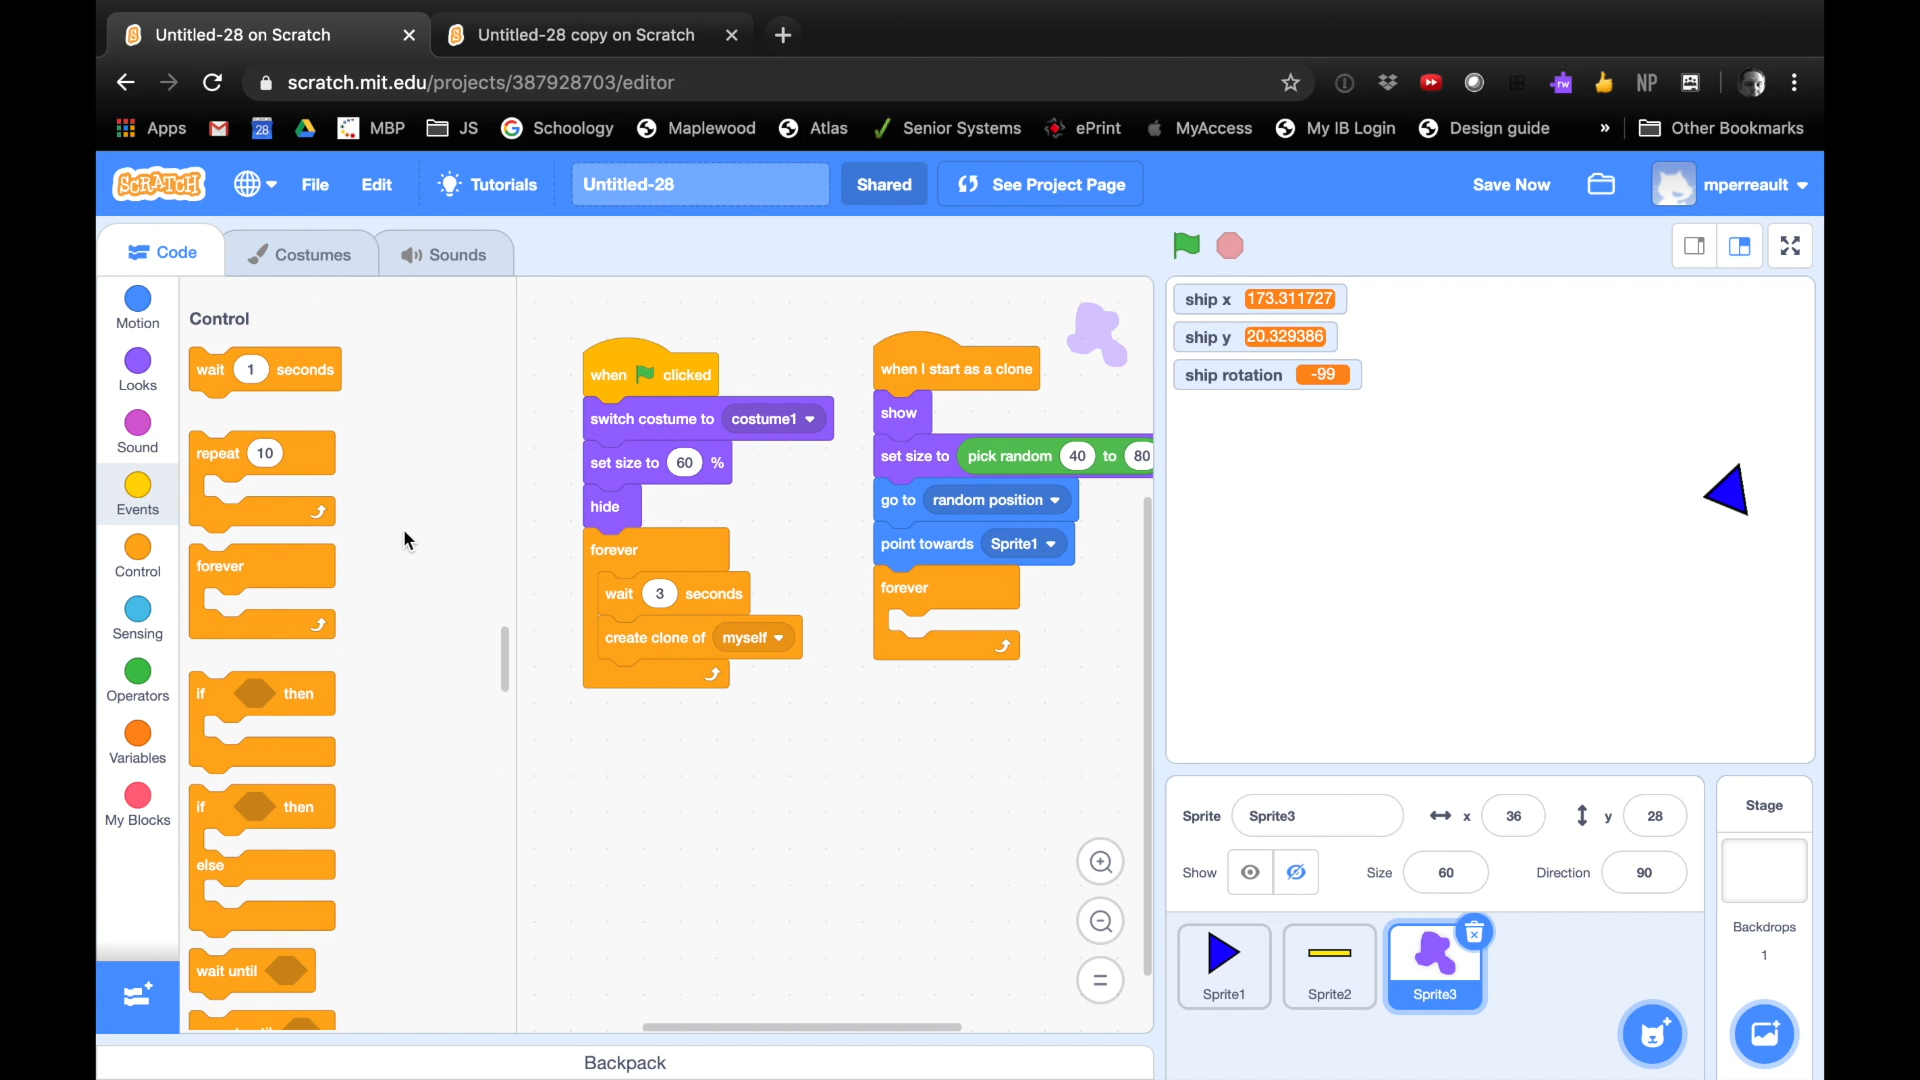 Untitled-28 on Scratch
Untitled-28 copy on Scratch
scratch.mit.edu/projects/387928703/editor
rw
NP
Apps
28
MBP
JS
Schoology
Maplewood
Atlas
Senior Systems
ePrint
MyAccess
My IB Login
Design guide
»
Other Bookmarks
SCRATCH
File
Edit
Tutorials
Untitled-28
Shared
See Project Page
Save Now
mperreault
Code
Costumes
Sounds
Motion
Looks
Sound
Events
Control
Sensing
Operators
Variables
My Blocks
Control
wait 1 seconds
repeat 10
forever
if then
if then
else
wait until
when clicked
switch costume to costume1
set size to 60 %
hide
forever
wait 3 seconds
create clone of myself
when I start as a clone
show
set size to pick random 40 to 80
go to random position
point towards Sprite1
forever
ship x 173.311727
ship y 20.329386
ship rotation -99
Sprite Sprite3 x 36 y 28
Show Size 60 Direction 90
Sprite1
Sprite2
Sprite3
Stage
Backdrops
1
Backpack